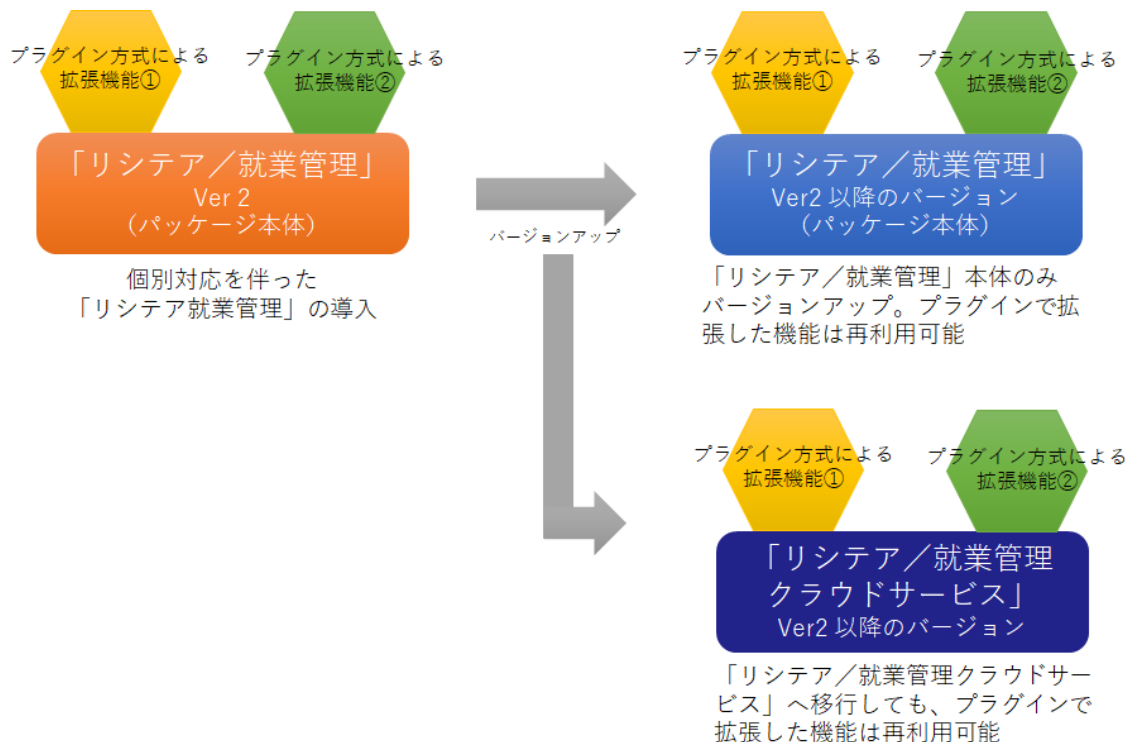 プラグイン方式による
拡張機能①
プラグイン方式による
拡張機能②
「リシテア／就業管理」
Ver 2
（パッケージ本体）
個別対応を伴った
「リシテア就業管理」の導入
バージョンアップ
プラグイン方式による
拡張機能①
プラグイン方式による
拡張機能②
「リシテア／就業管理」
Ver2 以降のバージョン
（パッケージ本体）
「リシテア／就業管理」本体のみ
バージョンアップ。プラグインで拡
張した機能は再利用可能
プラグイン方式による
拡張機能①
プラグイン方式による
拡張機能②
「リシテア／就業管理
クラウドサービス」
Ver2 以降のバージョン
「リシテア／就業管理クラウドサー
ビス」へ移行しても、プラグインで
拡張した機能は再利用可能